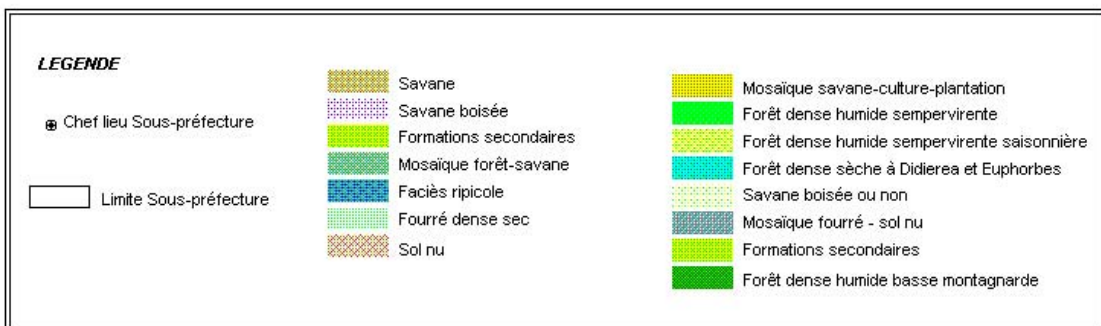 LEGENDE
Chef lieu Sous-préfecture
Limite Sous-préfecture
Savane
Savane boisée
Formations secondaires
Mosaïque forêt-savane
Faciès ripicole
Fourré dense sec
Sol nu
Mosaïque savane-culture-plantation
Forêt dense humide sempervirente
Forêt dense humide sempervirente saisonnière
Forêt dense sèche à Didierea et Euphorbes
Savane boisée ou non
Mosaïque fourré - sol nu
Formations secondaires
Forêt dense humide basse montagnarde